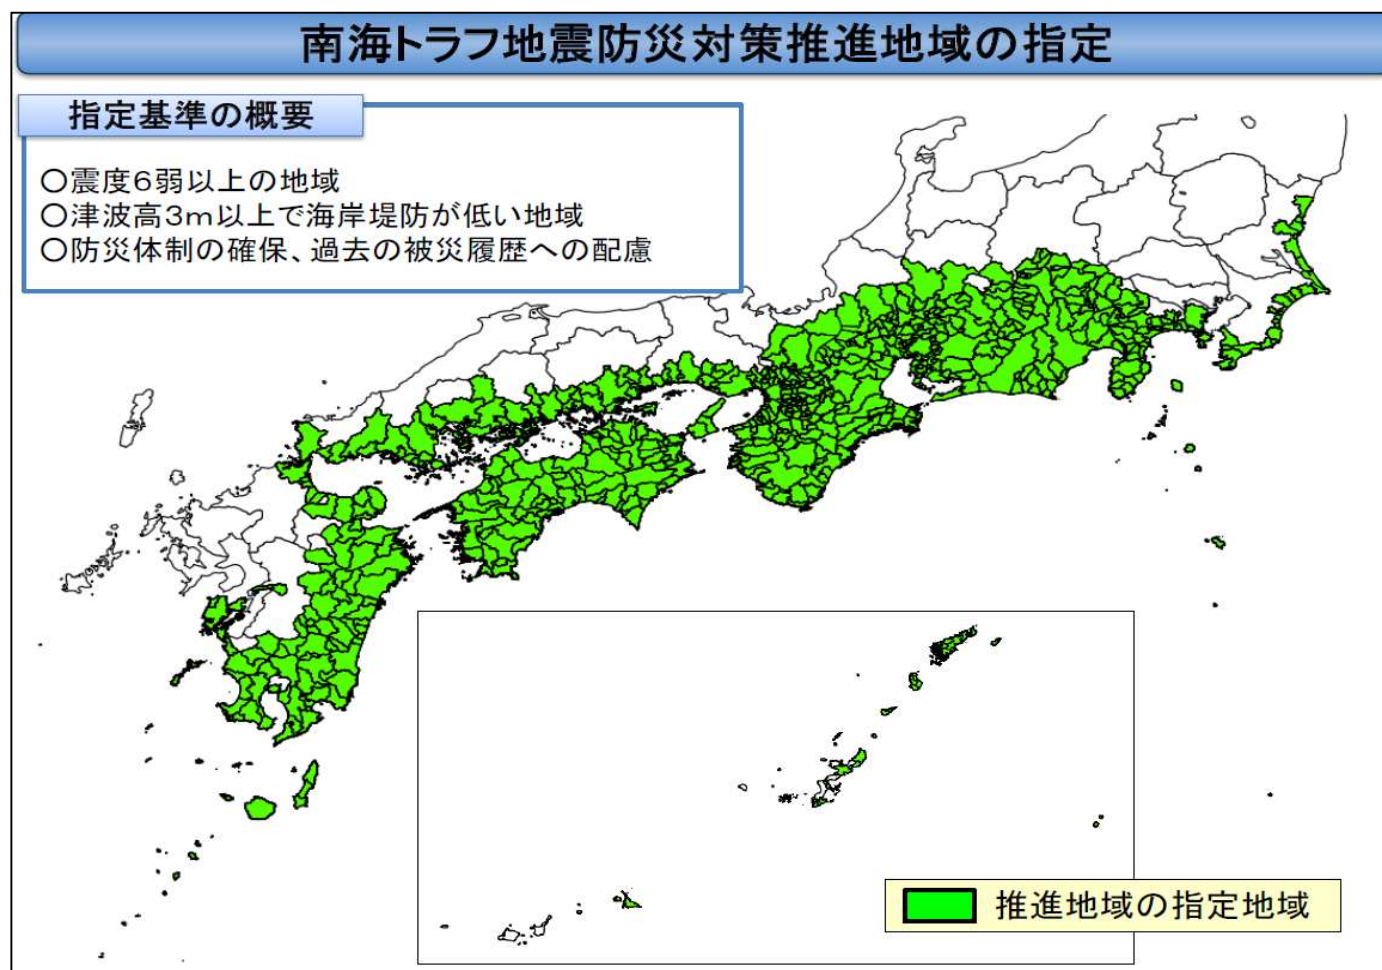 南海トラフ地震防災対策推進地域の指定
指定基準の概要
○震度6弱以上の地域
○津波高3m以上で海岸堤防が低い地域
○防災体制の確保、過去の被災履歴への配慮
推進地域の指定地域